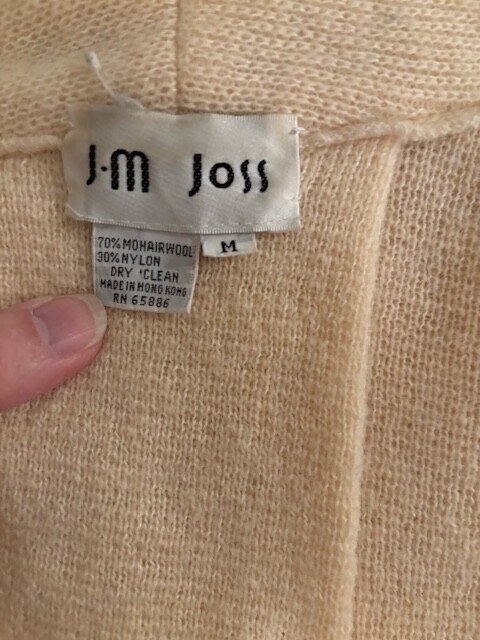 J·M Joss
70% MOHAIRWOOL
30% NYLON
DRY CLEAN
MADE IN HONG KONG
RN 65886
M